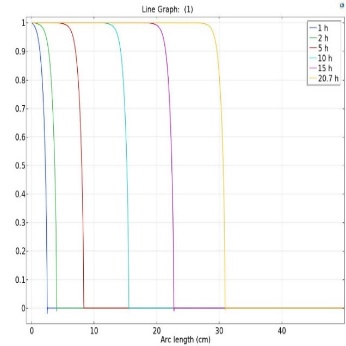 Line Graph: (1)
1
0.9
0.8
0.7
0.6
0.5
0.4
0.3
0.2
0.1
0
1 h
2 h
5 h
10 h
15 h
20.7 h
0 10 20 30 40
Arc length (cm)